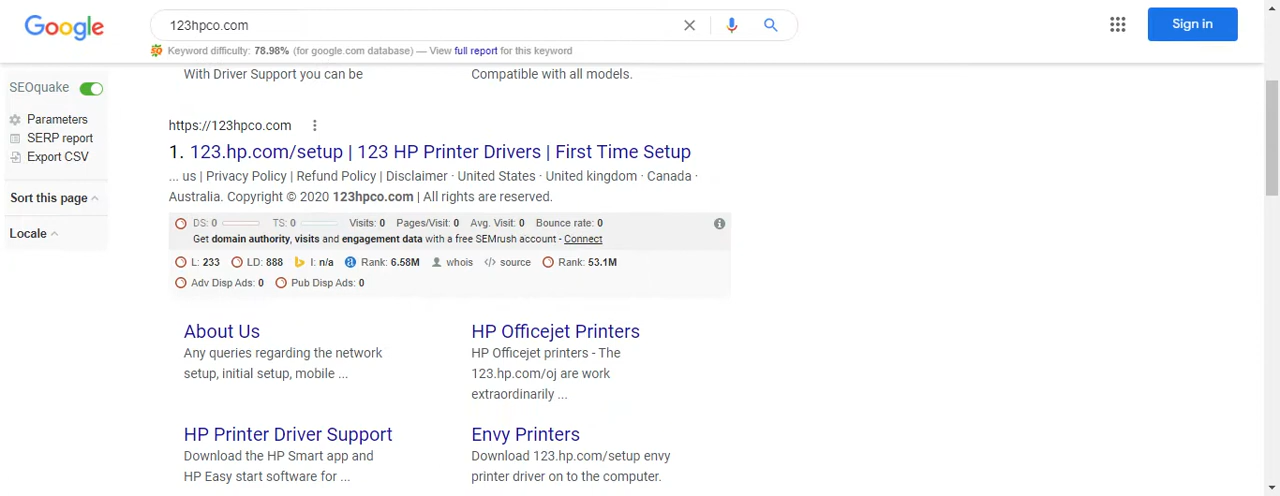 Google
123hpco.com
Sign in
Keyword difficulty: 78.98% (for google.com database) — View full report for this keyword
SEOquake
Parameters
SERP report
Export CSV
Sort this page
Locale
With Driver Support you can be
Compatible with all models.
https://123hpco.com
1. 123.hp.com/setup | 123 HP Printer Drivers | First Time Setup
... us | Privacy Policy | Refund Policy | Disclaimer · United States · United kingdom · Canada ·
Australia. Copyright © 2020 123hpco.com | All rights are reserved.
DS: 0 TS: 0 Visits: 0 Pages/Visit: 0 Avg. Visit: 0 Bounce rate: 0
Get domain authority, visits and engagement data with a free SEMrush account - Connect
L: 233 LD: 888 I: n/a Rank: 6.58M whois source Rank: 53.1M
Adv Disp Ads: 0 Pub Disp Ads: 0
About Us
Any queries regarding the network
setup, initial setup, mobile ...
HP Officejet Printers
HP Officejet printers - The
123.hp.com/oj are work
extraordinarily ...
HP Printer Driver Support
Download the HP Smart app and
HP Easy start software for ...
Envy Printers
Download 123.hp.com/setup envy
printer driver on to the computer.